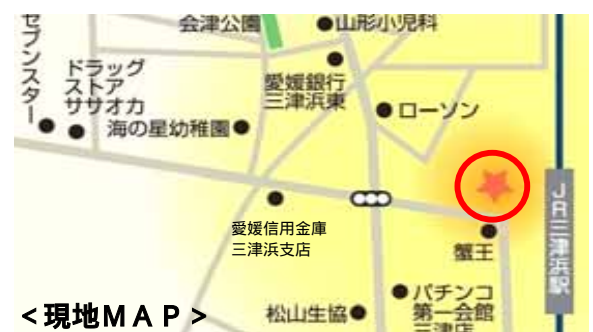 会津公園
山形小児科
セブンスター
ドラッグ
ストア
ササオカ
愛媛銀行
三津浜東
ローソン
海の星幼稚園
愛媛信用金庫
三津浜支店
蟹王
JR三津浜駅
パチンコ
第一会館
三津店
松山生協
<現地MAP>